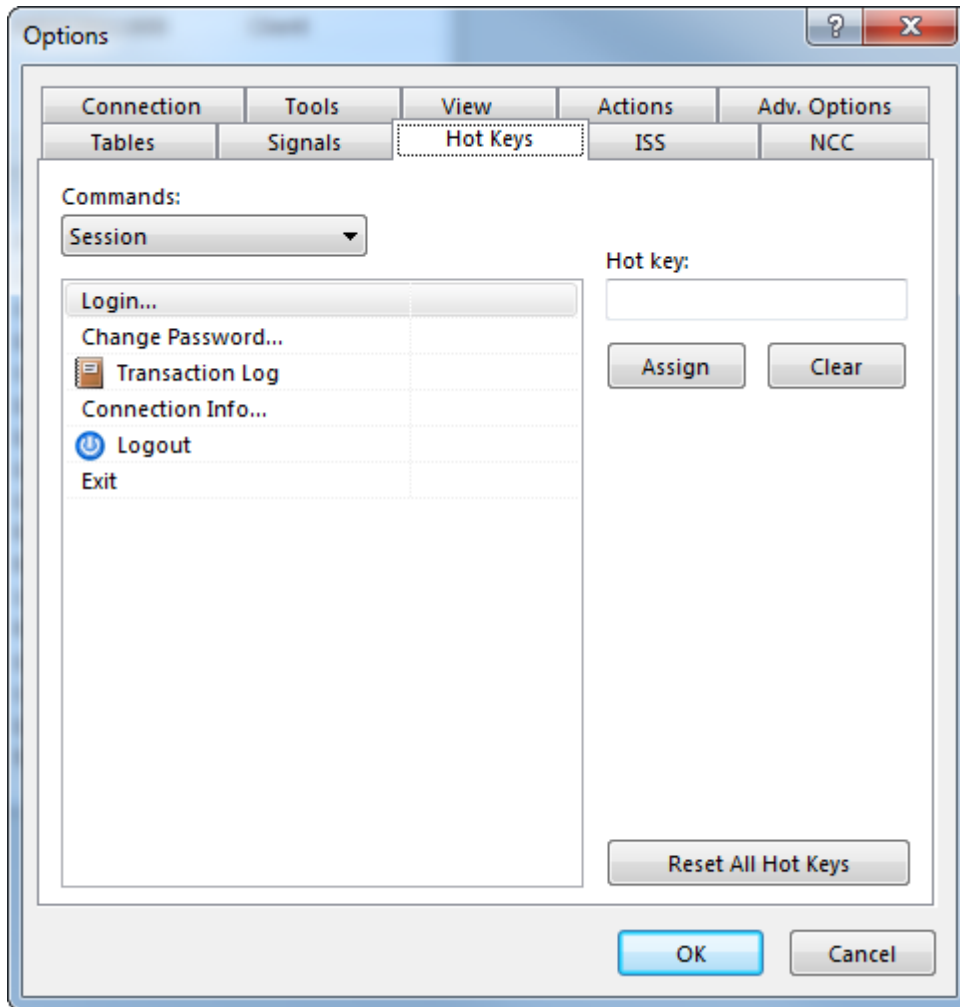 Options
Connection Tools View Actions Adv. Options
Tables Signals Hot Keys ISS NCC
Commands:
Session
Hot key:
Login...
Change Password...
Transaction Log
Assign Clear
Connection Info...
Logout
Exit
Reset All Hot Keys
OK Cancel